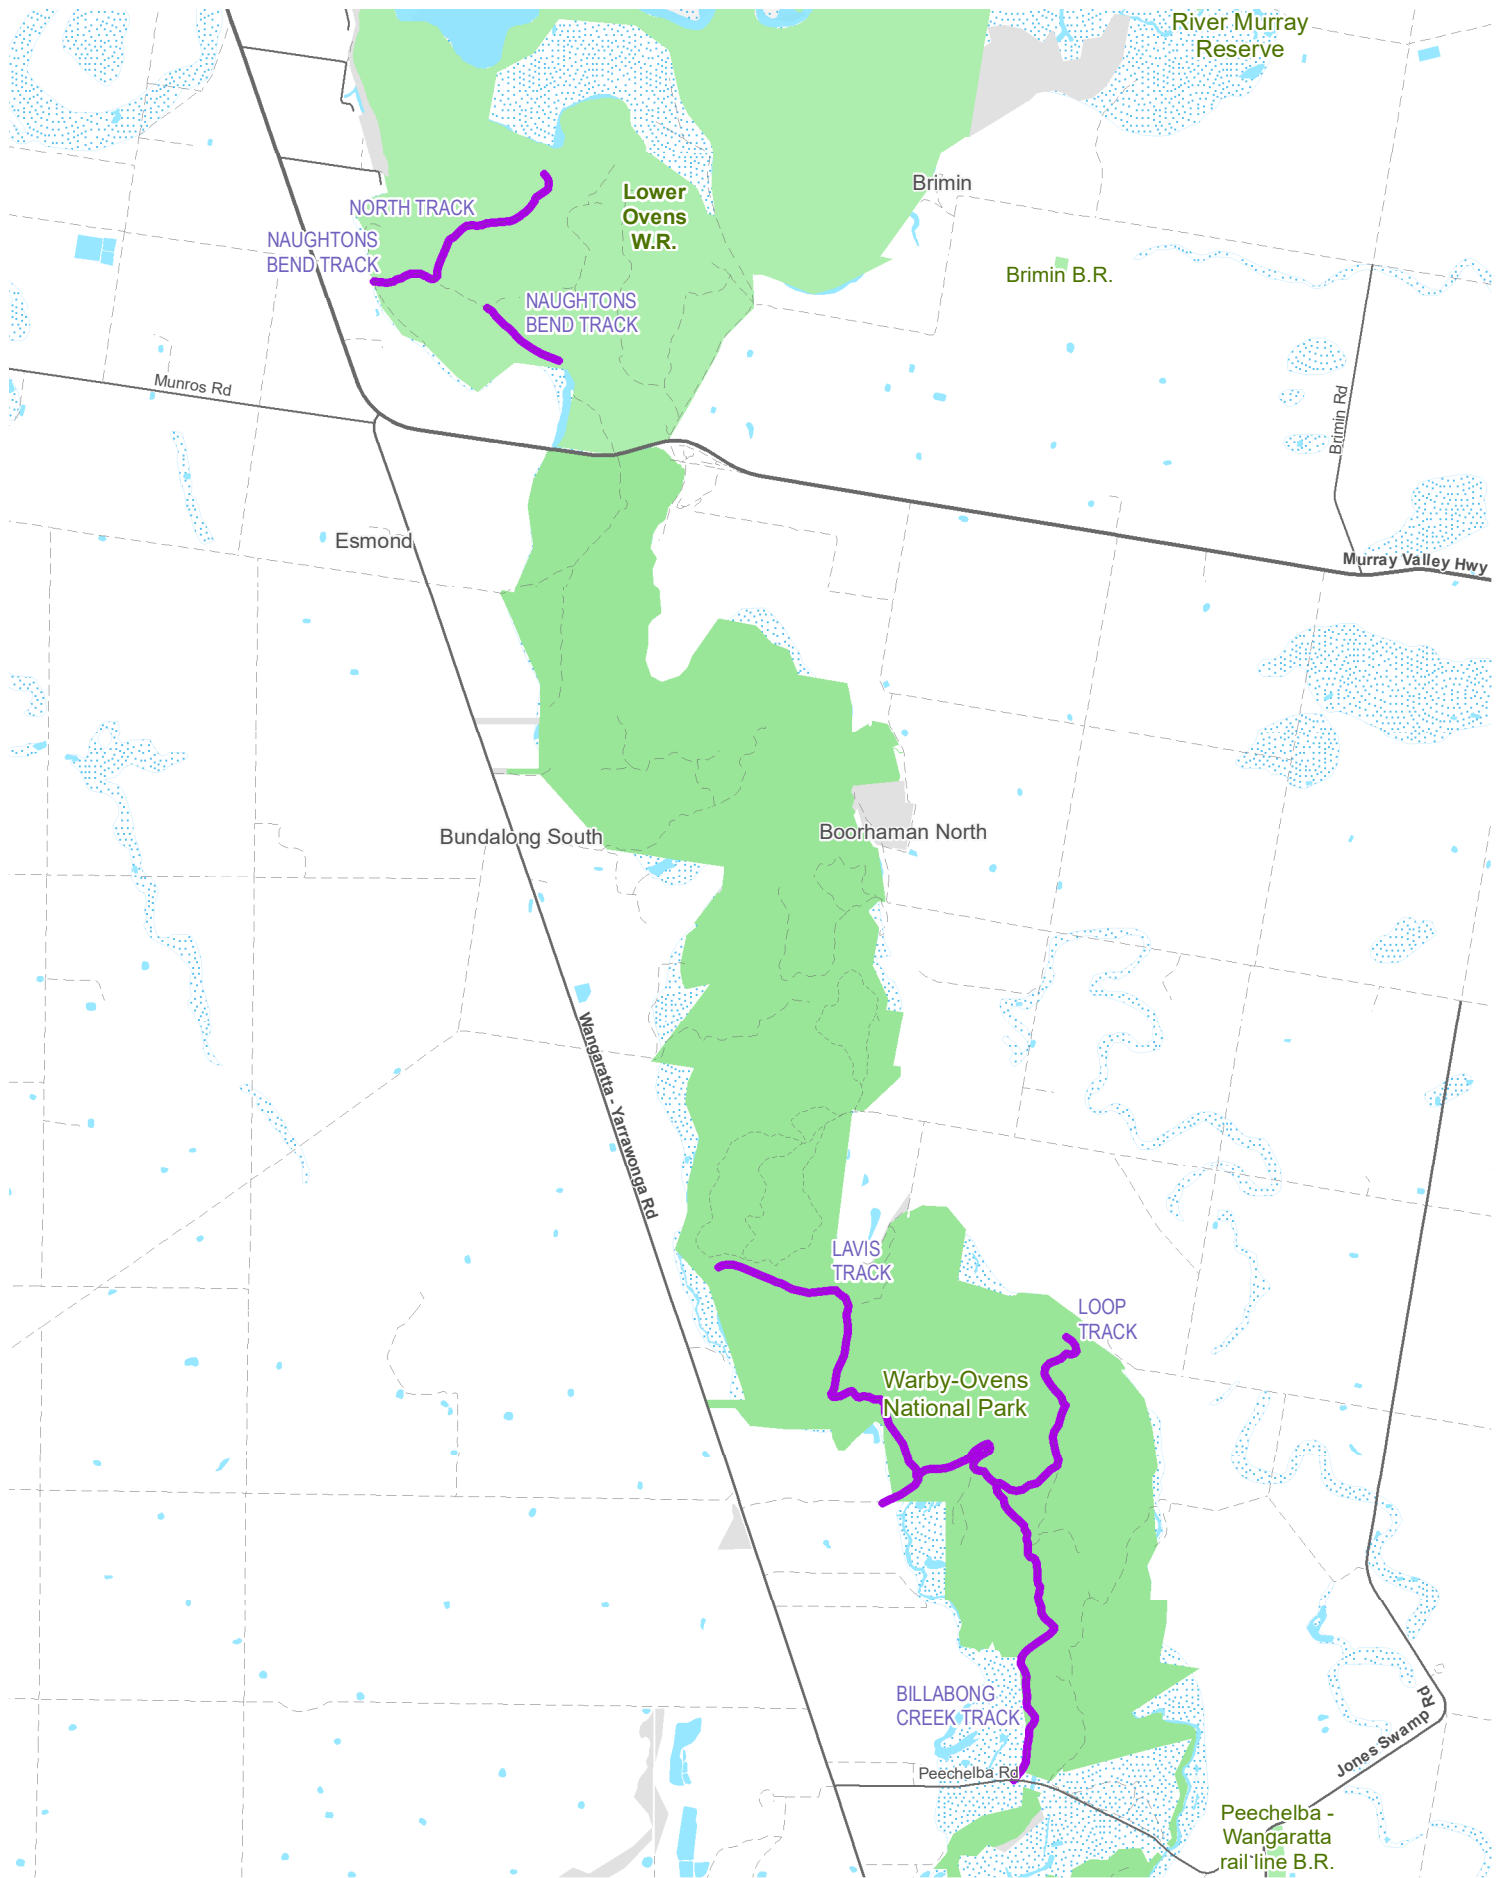 River Murray
Reserve
Brimin
Lower
Ovens
W.R.
NORTH TRACK
NAUGHTONS
BEND TRACK
Brimin B.R.
NAUGHTONS
BEND TRACK
Munros Rd
Brimin Rd
Esmond
Murray Valley Hwy
Bundalong South
Boorhaman North
Wangaratta - Yarrawonga Rd
LAVIS
TRACK
LOOP
TRACK
Warby-Ovens
National Park
BILLABONG
CREEK TRACK
Jones Swamp Rd
Peechelba Rd
Peechelba -
Wangaratta
rail line B.R.